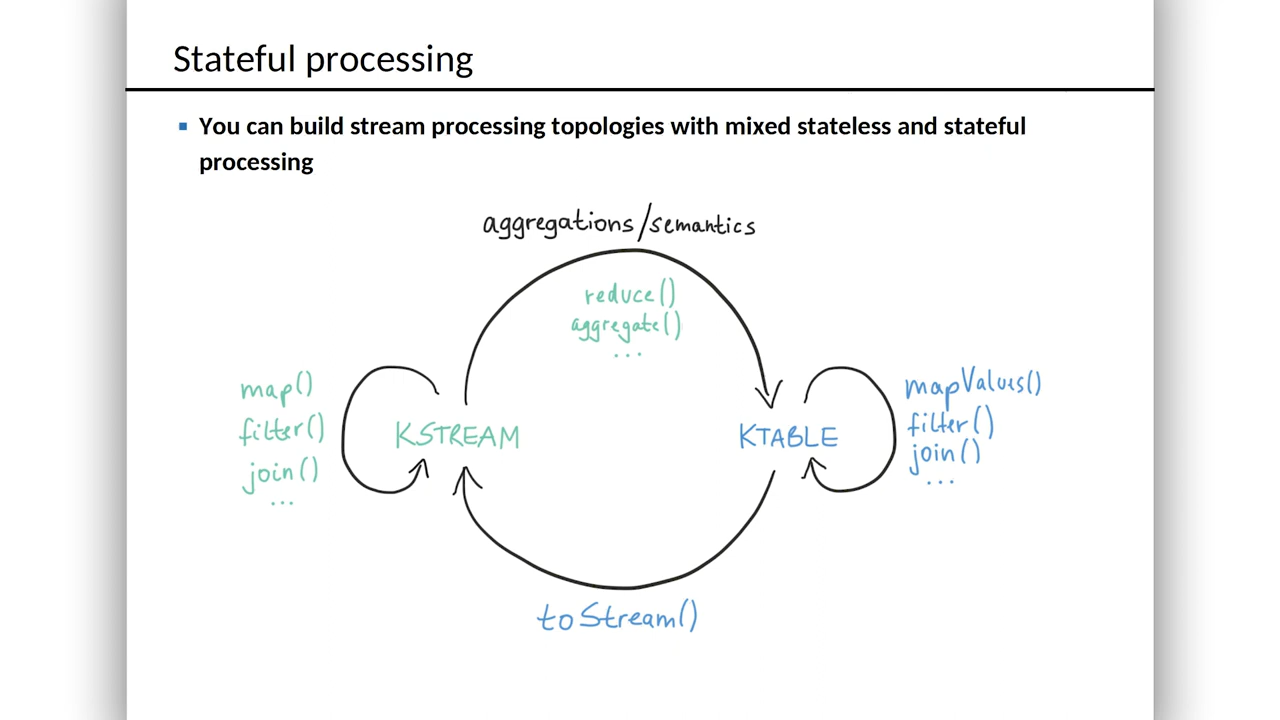 Stateful processing
You can build stream processing topologies with mixed stateless and stateful
processing
aggregations/semantics
reduce()
aggregate()
...
map()
filter()
join()
...
KSTREAM
KTABLE
mapValues()
filter()
join()
...
toStream()